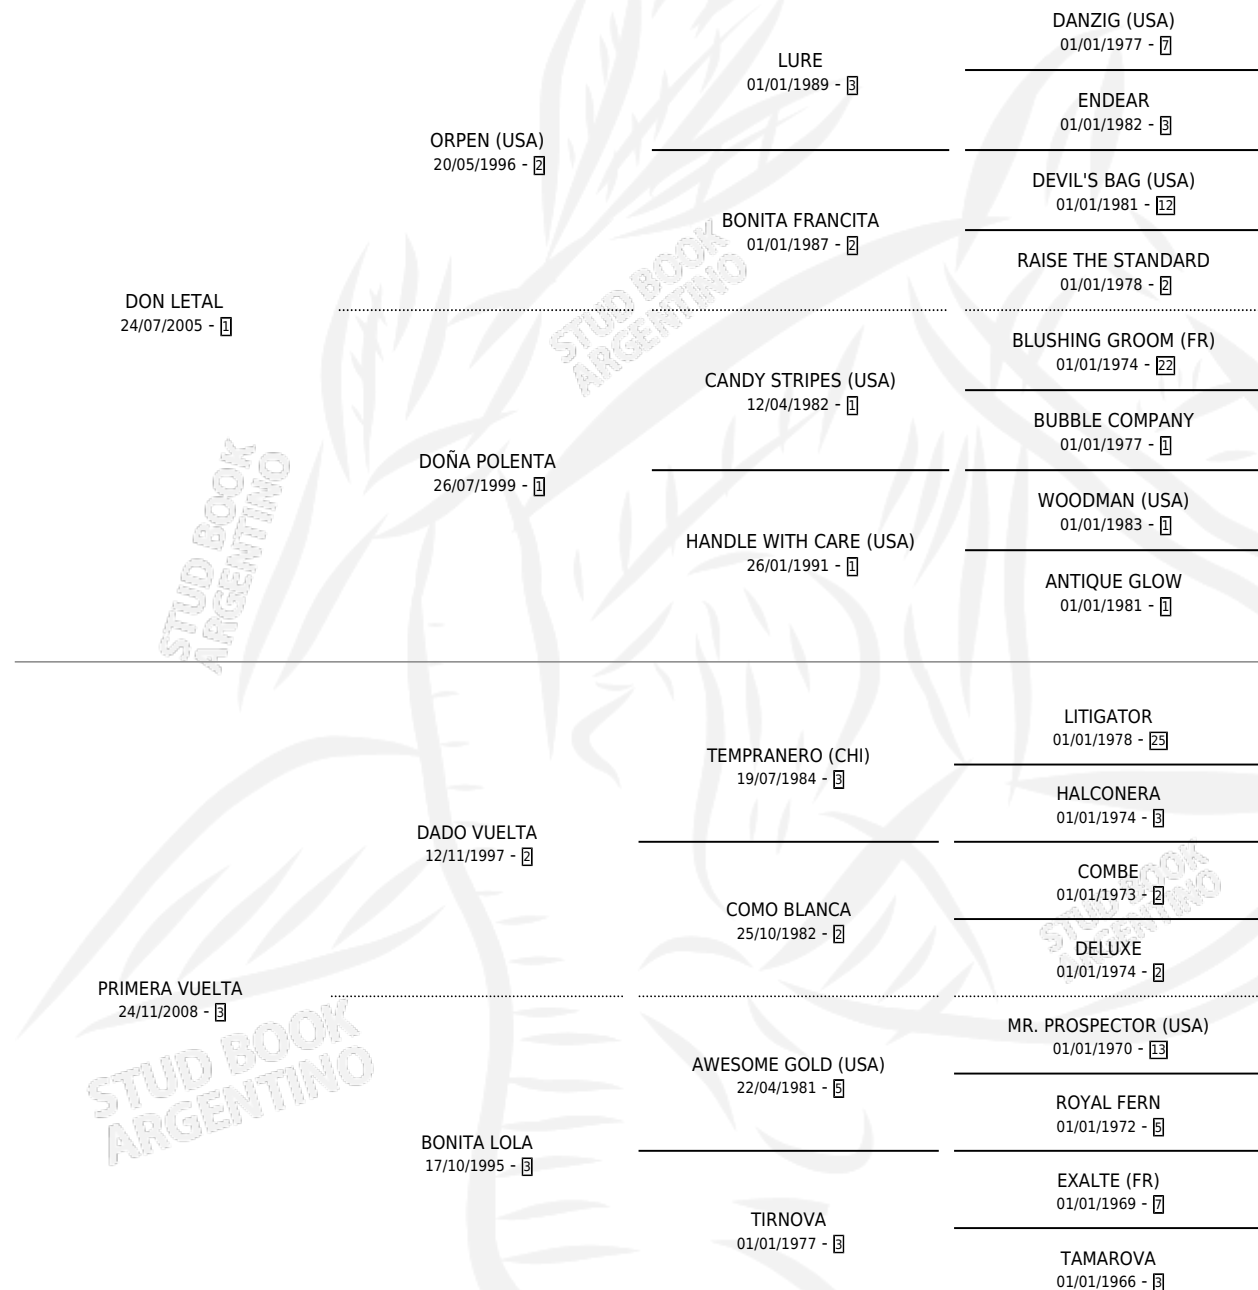 DANZIG (USA)
01/01/1977 - 7
LURE
01/01/1989 - 3
ENDEAR
01/01/1982 - 3
ORPEN (USA)
20/05/1996 - 2
DEVIL'S BAG (USA)
01/01/1981 - 12
BONITA FRANCITA
01/01/1987 - 2
RAISE THE STANDARD
01/01/1978 - 2
DON LETAL
24/07/2005 - 1
STUD BOOK
ARGENTINO
BLUSHING GROOM (FR)
01/01/1974 - 22
CANDY STRIPES (USA)
12/04/1982 - 1
BUBBLE COMPANY
01/01/1977 - 1
DOÑA POLENTA
26/07/1999 - 1
WOODMAN (USA)
01/01/1983 - 1
HANDLE WITH CARE (USA)
26/01/1991 - 1
ANTIQUE GLOW
01/01/1981 - 1
STUD BOOK
ARGENTINO
LITIGATOR
01/01/1978 - 25
TEMPRANERO (CHI)
19/07/1984 - 3
HALCONERA
01/01/1974 - 3
DADO VUELTA
12/11/1997 - 2
COMBE
01/01/1973 - 2
COMO BLANCA
25/10/1982 - 2
STUD BOOK
ARGENTINO
DELUXE
01/01/1974 - 2
PRIMERA VUELTA
24/11/2008 - 3
MR. PROSPECTOR (USA)
01/01/1970 - 13
AWESOME GOLD (USA)
22/04/1981 - 5
STUD BOOK
ARGENTINO
ROYAL FERN
01/01/1972 - 5
BONITA LOLA
17/10/1995 - 3
EXALTE (FR)
01/01/1969 - 7
TIRNOVA
01/01/1977 - 3
TAMAROVA
01/01/1966 - 3